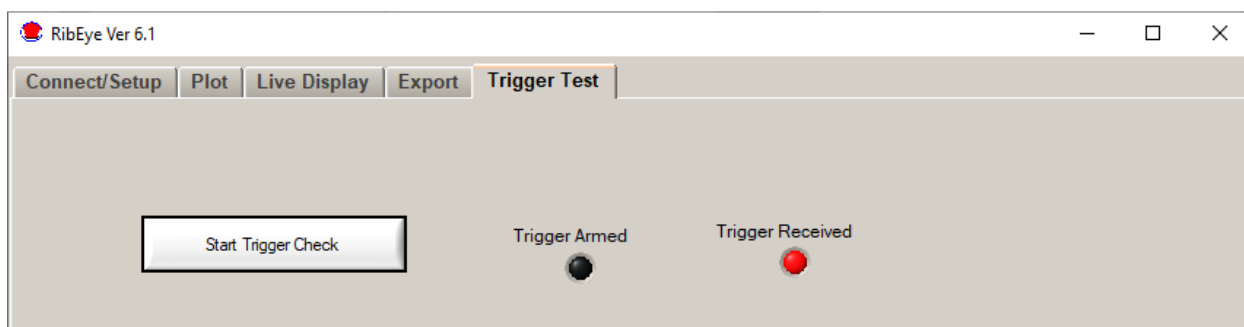 RibEye Ver 6.1
Connect/Setup Plot Live Display Export Trigger Test
Start Trigger Check Trigger Armed Trigger Received